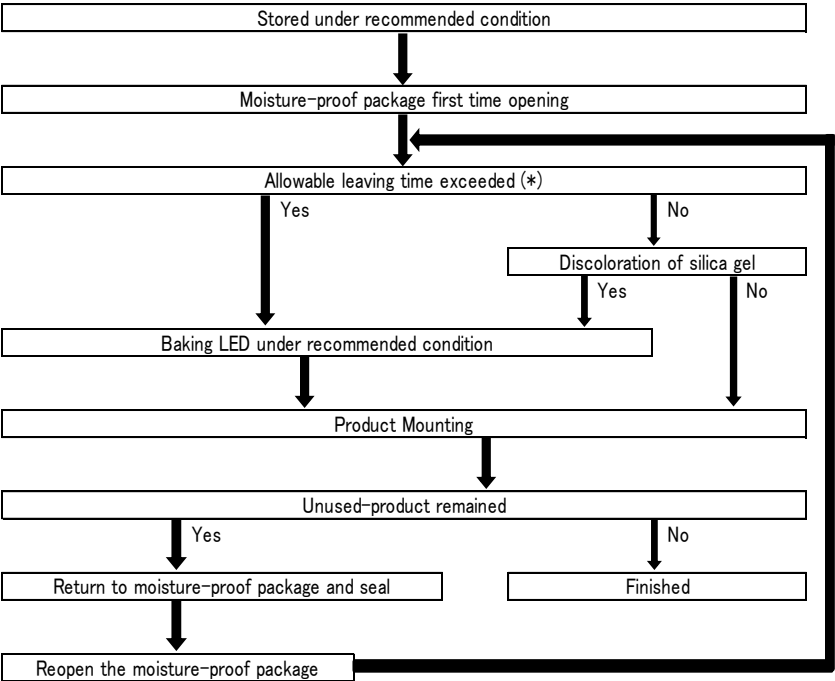 Stored under recommended condition
Moisture-proof package first time opening
Allowable leaving time exceeded (*)
Yes
No
Discoloration of silica gel
Yes
No
Baking LED under recommended condition
Product Mounting
Unused-product remained
Yes
No
Return to moisture-proof package and seal
Finished
Reopen the moisture-proof package